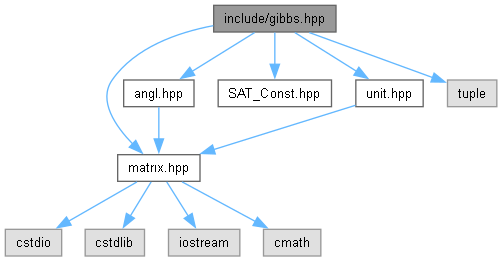 include/gibbs.hpp
angl.hpp
SAT_Const.hpp
unit.hpp
tuple
matrix.hpp
cstdio
cstdlib
iostream
cmath